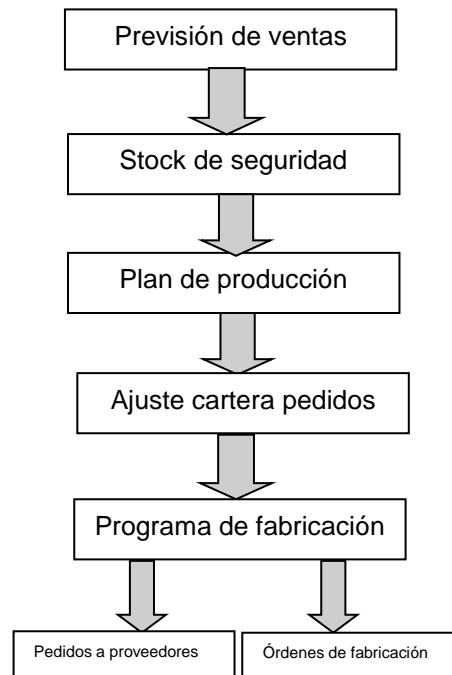 Previsión de ventas
Stock de seguridad
Plan de producción
Ajuste cartera pedidos
Programa de fabricación
Pedidos a proveedores
Órdenes de fabricación